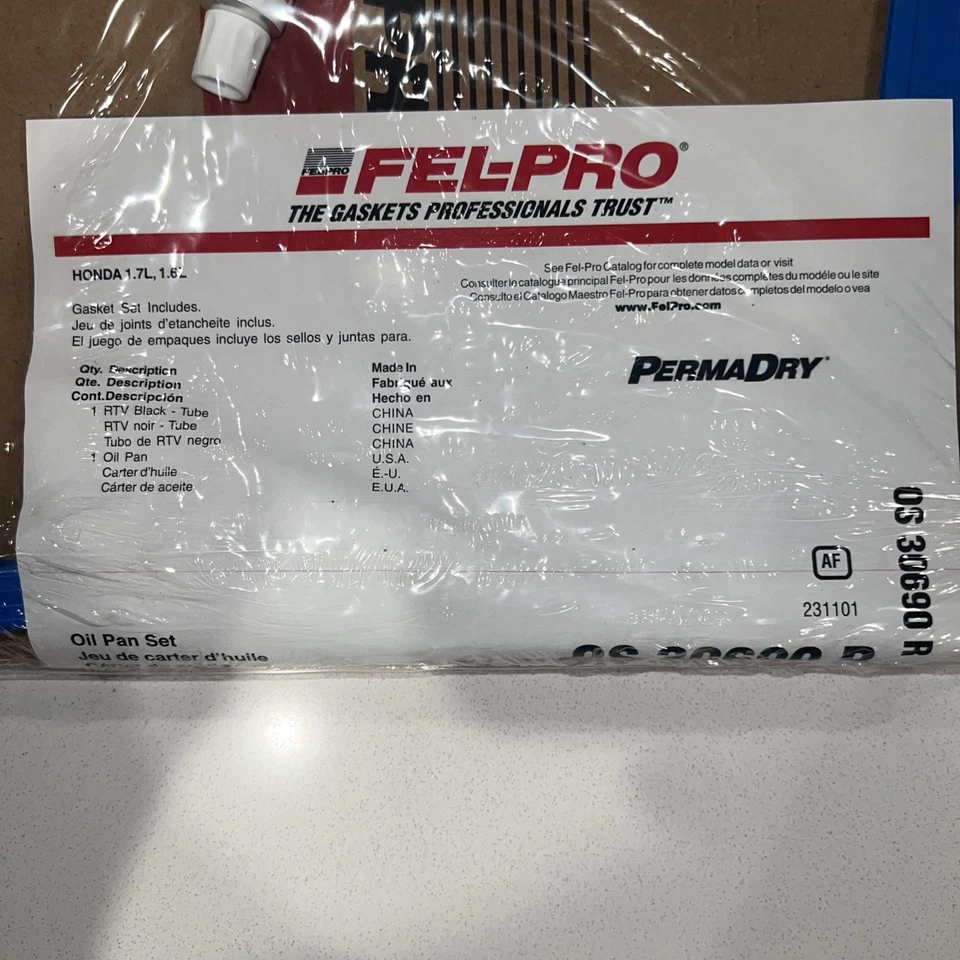 FEL-PRO
FEL-PRO®
THE GASKETS PROFESSIONALS TRUST™
HONDA 1.7L, 1.6L
See Fel-Pro Catalog for complete model data or visit
Consulter le catalogue principal Fel-Pro pour les données complètes du modéle ou le site
Consulto el Catalogo Maestro Fel-Pro para obtener datos completos del modelo o vea
www.FelPro.com
Gasket Set Includes.
Jeu de joints d'etancheite inclus.
El juego de empaques incluye los sellos y juntas para.
PERMADRY®
Qty. Description Made In
Qte. Description Fabriqué aux
Cont.Descripción Hecho en
1 RTV Black - Tube CHINA
RTV noir - Tube CHINE
Tubo de RTV negro CHINA
1 Oil Pan U.S.A.
Carter d'huile É.-U.
Cárter de aceite E.U.A.
OS 30690 R
AF
231101
Oil Pan Set
Jeu de carter d'huile
OS 30690 R